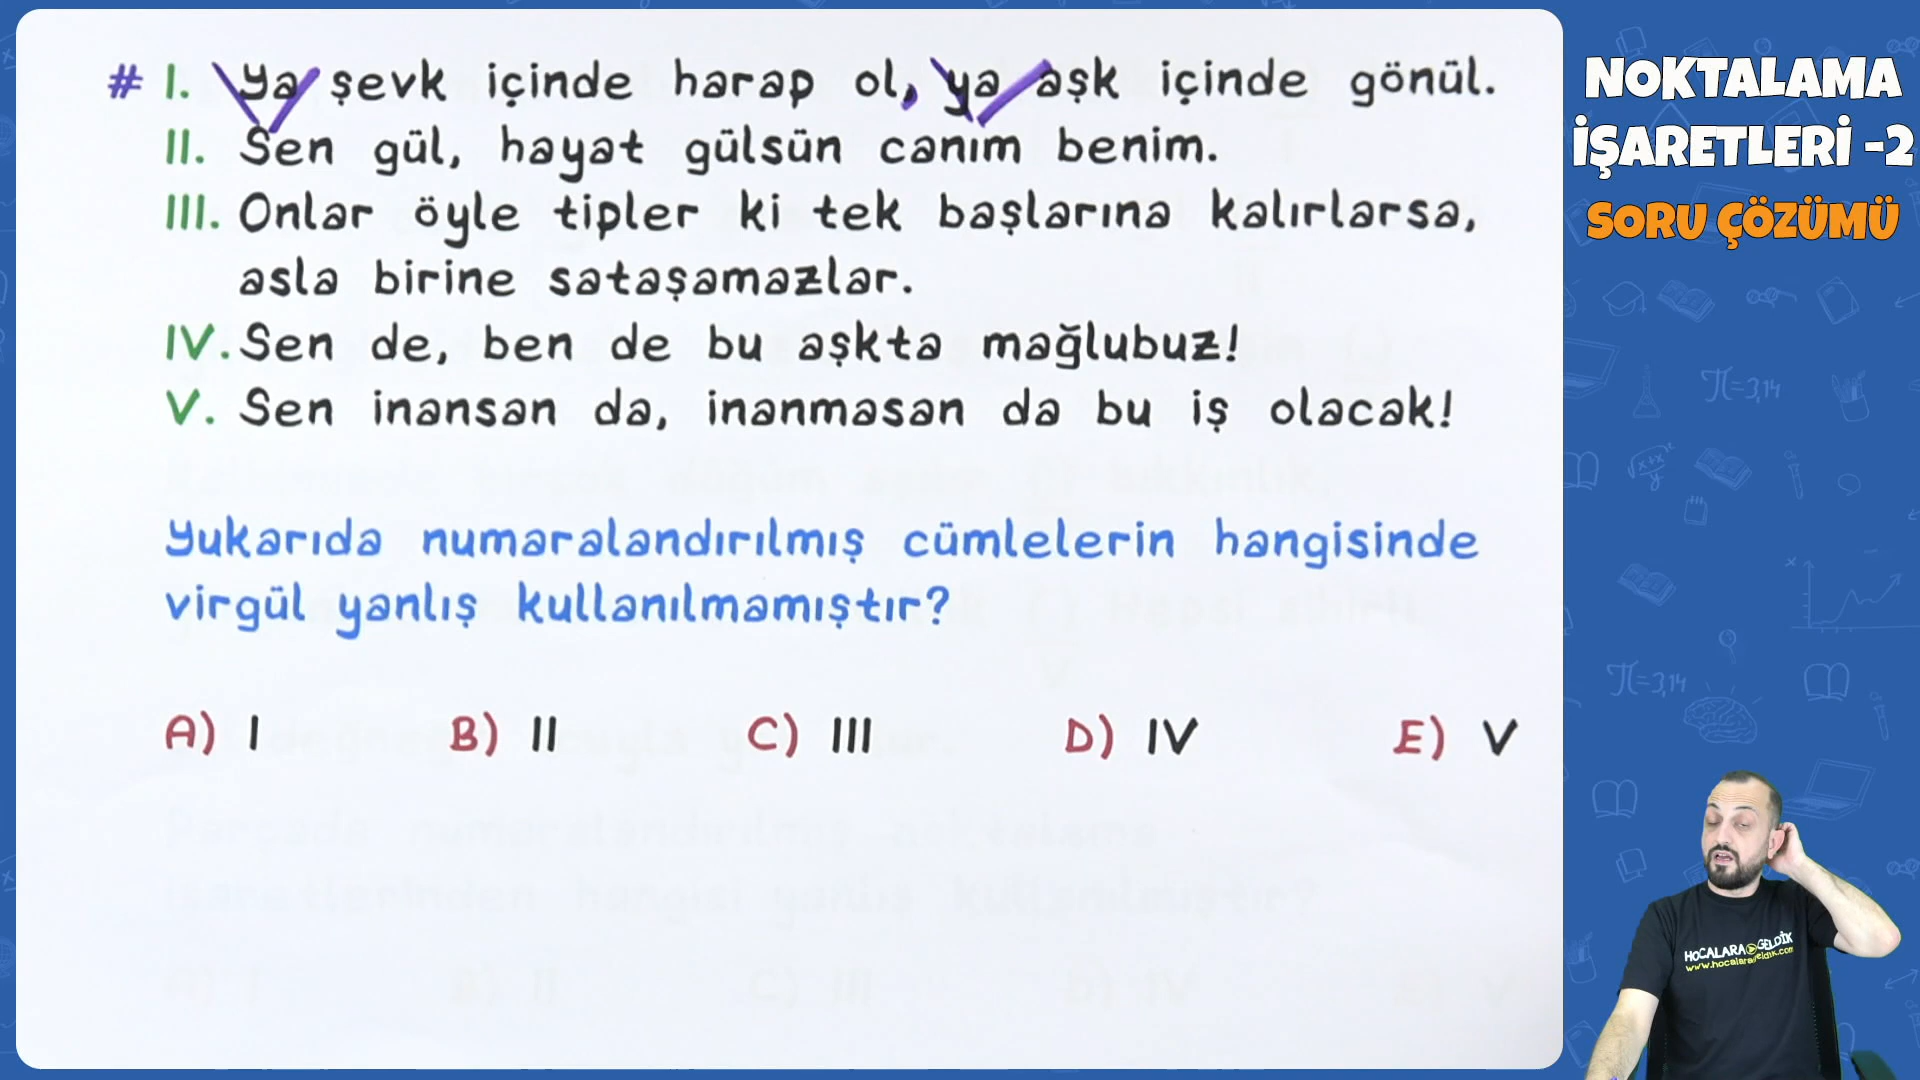 # I. Ya şevk içinde harap ol, ya aşk içinde gönül.
II. Sen gül, hayat gülsün canım benim.
III. Onlar öyle tipler ki tek başlarına kalırlarsa,
asla birine sataşamazlar.
IV. Sen de, ben de bu aşkta mağlubuz!
V. Sen inansan da, inanmasan da bu iş olacak!
Yukarıda numaralandırılmış cümlelerin hangisinde
virgül yanlış kullanılmamıştır?
A) I B) II C) III D) IV E) V
NOKTALAMA
İŞARETLERİ -2
SORU ÇÖZÜMÜ
HOCALARA GELDİK
www.hocalarageldik.com